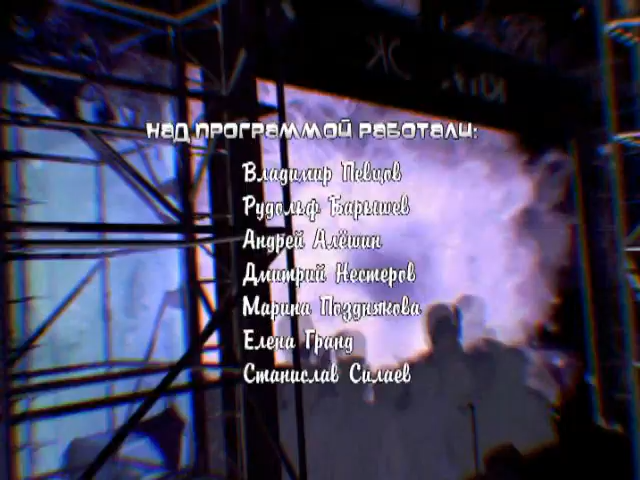 НАД ПРОГРАММОЙ РАБОТАЛИ:
Владимир Певцов
Рудольф Барышев
Андрей Алёшин
Дмитрий Нестеров
Марина Позднякова
Елена Гранд
Станислав Силаев